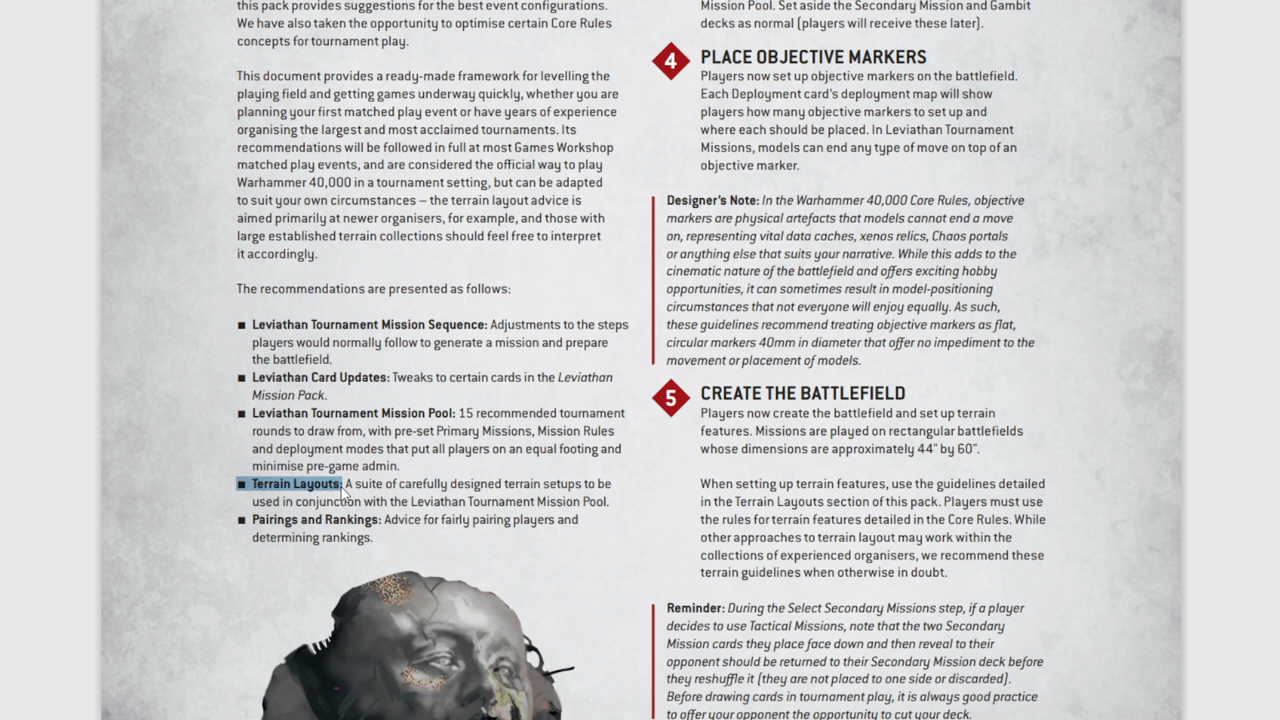 this pack provides suggestions for the best event configurations.
We have also taken the opportunity to optimise certain Core Rules
concepts for tournament play.
This document provides a ready-made framework for levelling the
playing field and getting games underway quickly, whether you are
planning your first matched play event or have years of experience
organising the largest and most acclaimed tournaments. Its
recommendations will be followed in full at most Games Workshop
matched play events, and are considered the official way to play
Warhammer 40,000 in a tournament setting, but can be adapted
to suit your own circumstances – the terrain layout advice is
aimed primarily at newer organisers, for example, and those with
large established terrain collections should feel free to interpret
it accordingly.
The recommendations are presented as follows:
■ Leviathan Tournament Mission Sequence: Adjustments to the steps
players would normally follow to generate a mission and prepare
the battlefield.
■ Leviathan Card Updates: Tweaks to certain cards in the Leviathan
Mission Pack.
■ Leviathan Tournament Mission Pool: 15 recommended tournament
rounds to draw from, with pre-set Primary Missions, Mission Rules
and deployment modes that put all players on an equal footing and
minimise pre-game admin.
■ Terrain Layouts: A suite of carefully designed terrain setups to be
used in conjunction with the Leviathan Tournament Mission Pool.
■ Pairings and Rankings: Advice for fairly pairing players and
determining rankings.
Mission Pool. Set aside the Secondary Mission and Gambit
decks as normal (players will receive these later).
4 PLACE OBJECTIVE MARKERS
Players now set up objective markers on the battlefield.
Each Deployment card's deployment map will show
players how many objective markers to set up and
where each should be placed. In Leviathan Tournament
Missions, models can end any type of move on top of an
objective marker.
Designer's Note: In the Warhammer 40,000 Core Rules, objective
markers are physical artefacts that models cannot end a move
on, representing vital data caches, xenos relics, Chaos portals
or anything else that suits your narrative. While this adds to the
cinematic nature of the battlefield and offers exciting hobby
opportunities, it can sometimes result in model-positioning
circumstances that not everyone will enjoy equally. As such,
these guidelines recommend treating objective markers as flat,
circular markers 40mm in diameter that offer no impediment to the
movement or placement of models.
5 CREATE THE BATTLEFIELD
Players now create the battlefield and set up terrain
features. Missions are played on rectangular battlefields
whose dimensions are approximately 44" by 60".
When setting up terrain features, use the guidelines detailed
in the Terrain Layouts section of this pack. Players must use
the rules for terrain features detailed in the Core Rules. While
other approaches to terrain layout may work within the
collections of experienced organisers, we recommend these
terrain guidelines when otherwise in doubt.
Reminder: During the Select Secondary Missions step, if a player
decides to use Tactical Missions, note that the two Secondary
Mission cards they place face down and then reveal to their
opponent should be returned to their Secondary Mission deck before
they reshuffle it (they are not placed to one side or discarded).
Before drawing cards in tournament play, it is always good practice
to offer your opponent the opportunity to cut your deck.